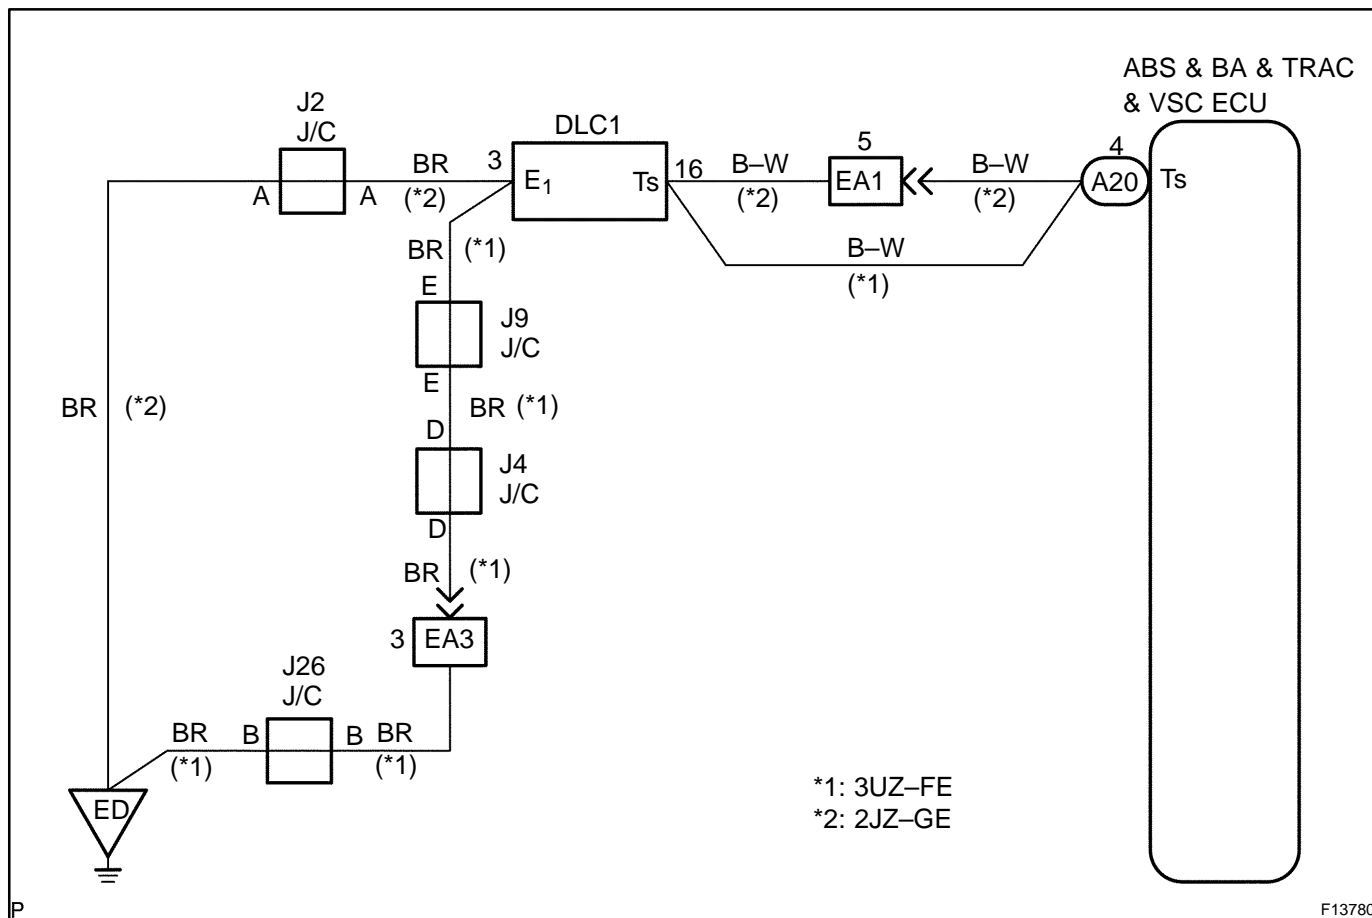 ABS & BA & TRAC
& VSC ECU
J2
J/C
DLC1
5
4
BR
3
16
B–W
B–W
A
A
(*2)
E1
Ts
(*2)
EA1
(*2)
A20
Ts
BR
(*1)
B–W
(*1)
E
J9
J/C
E
BR
(*2)
BR
(*1)
D
J4
J/C
D
BR
(*1)
3
EA3
J26
J/C
BR
B
B
BR
(*1)
(*1)
ED
*1: 3UZ–FE
*2: 2JZ–GE
P
F13780